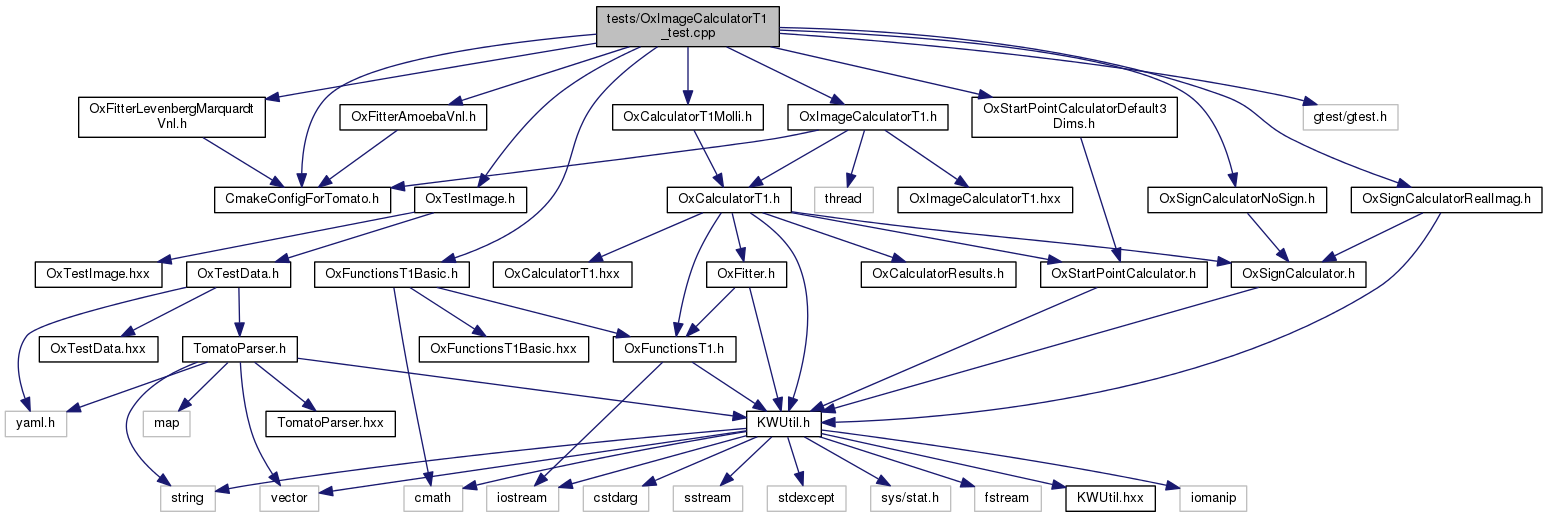 tests/OxImageCalculatorT1
_test.cpp
OxFitterLevenbergMarquardt
Vnl.h
OxFitterAmoebaVnl.h
OxCalculatorT1Molli.h
OxImageCalculatorT1.h
OxStartPointCalculatorDefault3
Dims.h
gtest/gtest.h
CmakeConfigForTomato.h
OxTestImage.h
OxCalculatorT1.h
thread
OxImageCalculatorT1.hxx
OxSignCalculatorNoSign.h
OxSignCalculatorRealImag.h
OxTestImage.hxx
OxTestData.h
OxFunctionsT1Basic.h
OxCalculatorT1.hxx
OxFitter.h
OxCalculatorResults.h
OxStartPointCalculator.h
OxSignCalculator.h
OxTestData.hxx
TomatoParser.h
OxFunctionsT1Basic.hxx
OxFunctionsT1.h
yaml.h
map
TomatoParser.hxx
KWUtil.h
string
vector
cmath
iostream
cstdarg
sstream
stdexcept
sys/stat.h
fstream
KWUtil.hxx
iomanip